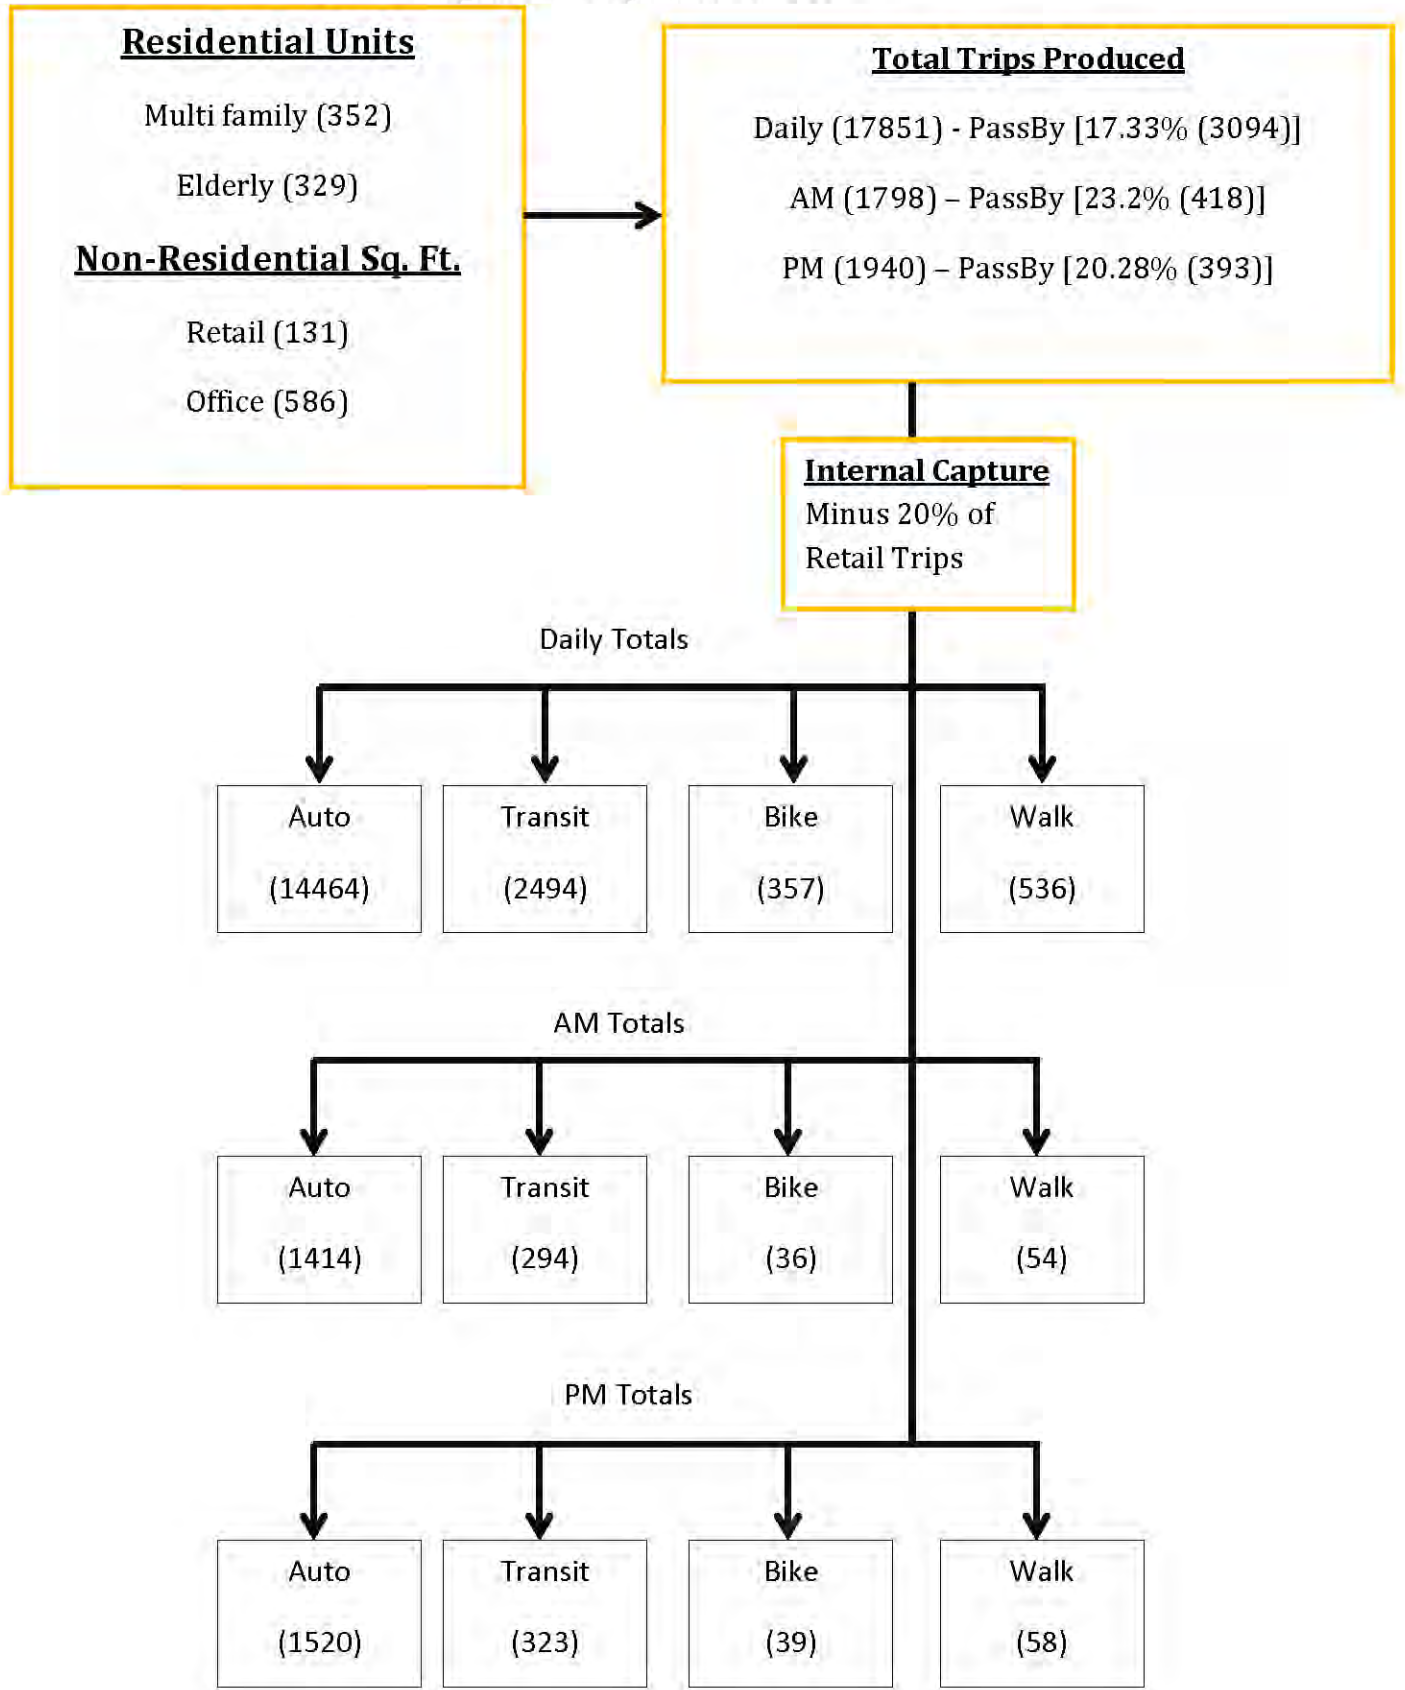 Residential Units
Multi family (352)
Elderly (329)
Non-Residential Sq. Ft.
Retail (131)
Office (586)
Total Trips Produced
Daily (17851) - PassBy [17.33% (3094)]
AM (1798) – PassBy [23.2% (418)]
PM (1940) – PassBy [20.28% (393)]
Internal Capture
Minus 20% of
Retail Trips
Daily Totals
Auto
(14464)
Transit
(2494)
Bike
(357)
Walk
(536)
AM Totals
Auto
(1414)
Transit
(294)
Bike
(36)
Walk
(54)
PM Totals
Auto
(1520)
Transit
(323)
Bike
(39)
Walk
(58)